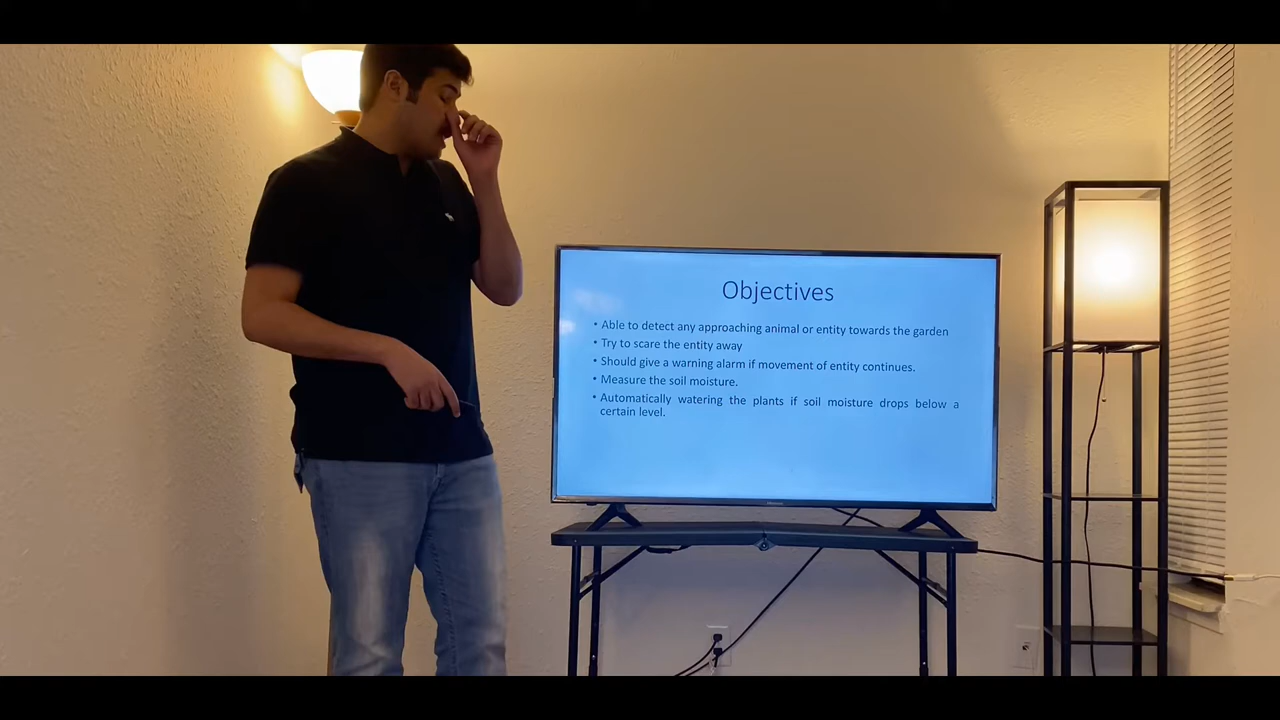 Objectives
• Able to detect any approaching animal or entity towards the garden
• Try to scare the entity away
• Should give a warning alarm if movement of entity continues.
• Measure the soil moisture.
• Automatically watering the plants if soil moisture drops below a
certain level.